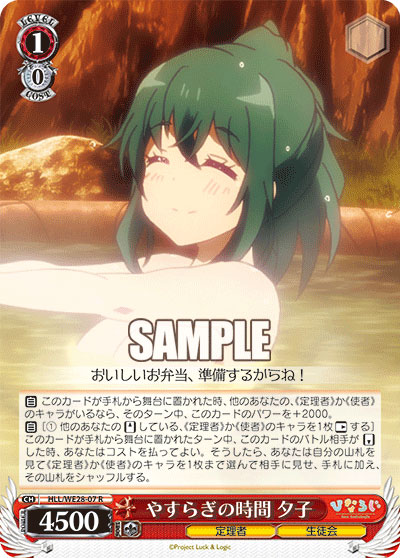 LEVEL
1
0
COST
SAMPLE
おいしいお弁当、準備するからね！
自 このカードが手札から舞台に置かれた時、他のあなたの、《定理者》か《使者》
のキャラがいるなら、そのターン中、このカードのパワーを＋2000。
自 ［① 他のあなたの［］している、《定理者》か《使者》のキャラを1枚［］する］
このカードが手札から舞台に置かれたターン中、このカードのバトル相手が［］
した時、あなたはコストを払ってよい。そうしたら、あなたは自分の山札を
見て《定理者》か《使者》のキャラを1枚まで選んで相手に見せ、手札に加え、
その山札をシャッフルする。
CH HLL/WE28-07 R
4500
やすらぎの時間 夕子
ひなろじ
定理者
生徒会
©Project Luck & Logic